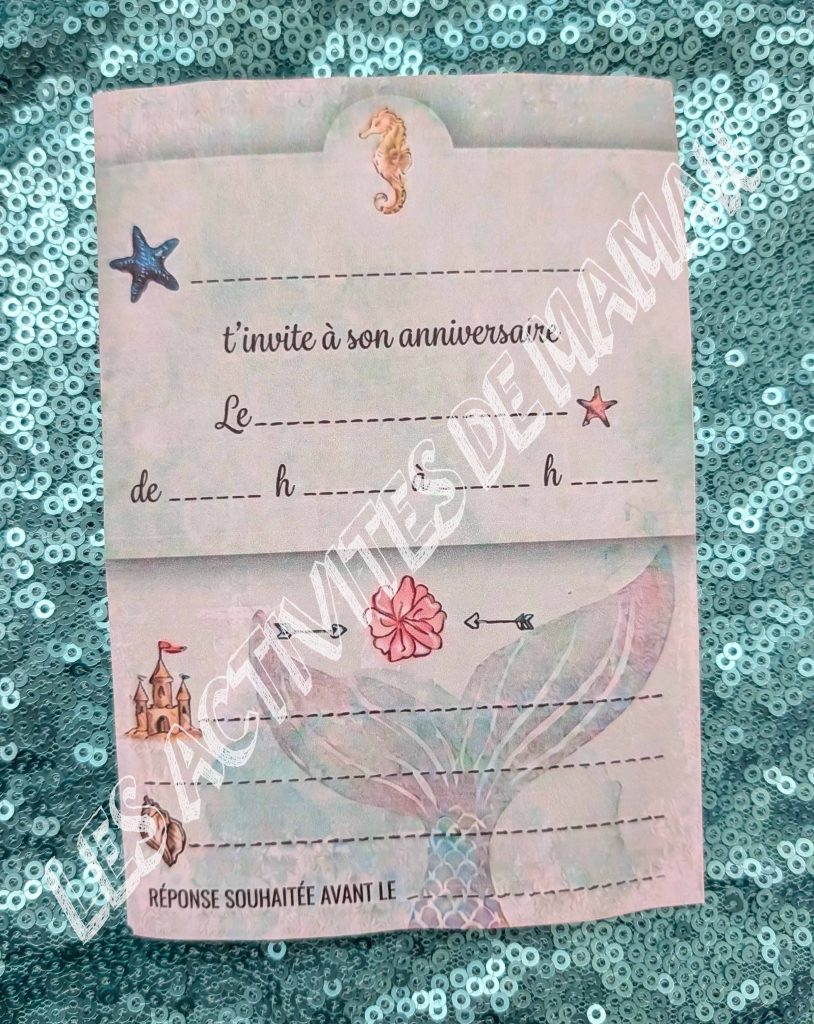 t'invite à son anniversaire
Le
de h à h
RÉPONSE SOUHAITÉE AVANT LE
LES ACTIVITES DE MAMAN